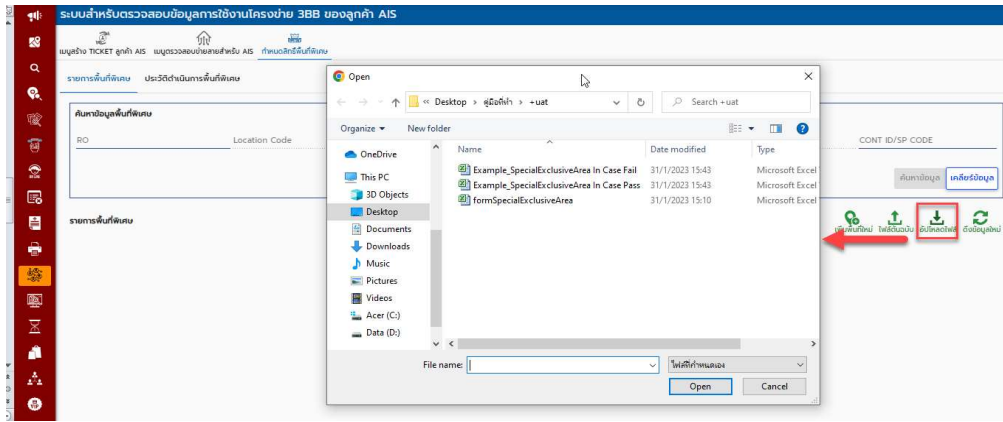 ระบบสำหรับตรวจสอบข้อมูลการใช้งานโครงข่าย 3BB ของลูกค้า AIS
เมนูสร้าง TICKET ลูกค้า AIS เมนูตรวจสอบข่ายสายสำหรับ AIS กำหนดสิทธิ์พื้นที่พิเศษ
รายการพื้นที่พิเศษ ประวัติดำเนินการพื้นที่พิเศษ
ค้นหาข้อมูลพื้นที่พิเศษ
RO Location Code CONT ID/SP CODE
ค้นหาข้อมูล เคลียร์ข้อมูล
รายการพื้นที่พิเศษ
เพิ่มพื้นที่ใหม่ ไฟล์ต้นฉบับ อัปโหลดไฟล์ ดึงข้อมูลใหม่
Open
« Desktop › คู่มือที่ทำ › +uat
Search +uat
Organize New folder
Name Date modified Type
Example_SpecialExclusiveArea In Case Fail 31/1/2023 15:43 Microsoft Excel
Example_SpecialExclusiveArea In Case Pass 31/1/2023 15:43 Microsoft Excel
formSpecialExclusiveArea 31/1/2023 15:10 Microsoft Excel
OneDrive
This PC
3D Objects
Desktop
Documents
Downloads
Music
Pictures
Videos
Acer (C:)
Data (D:)
File name: ไฟล์ที่กำหนดเอง
Open Cancel